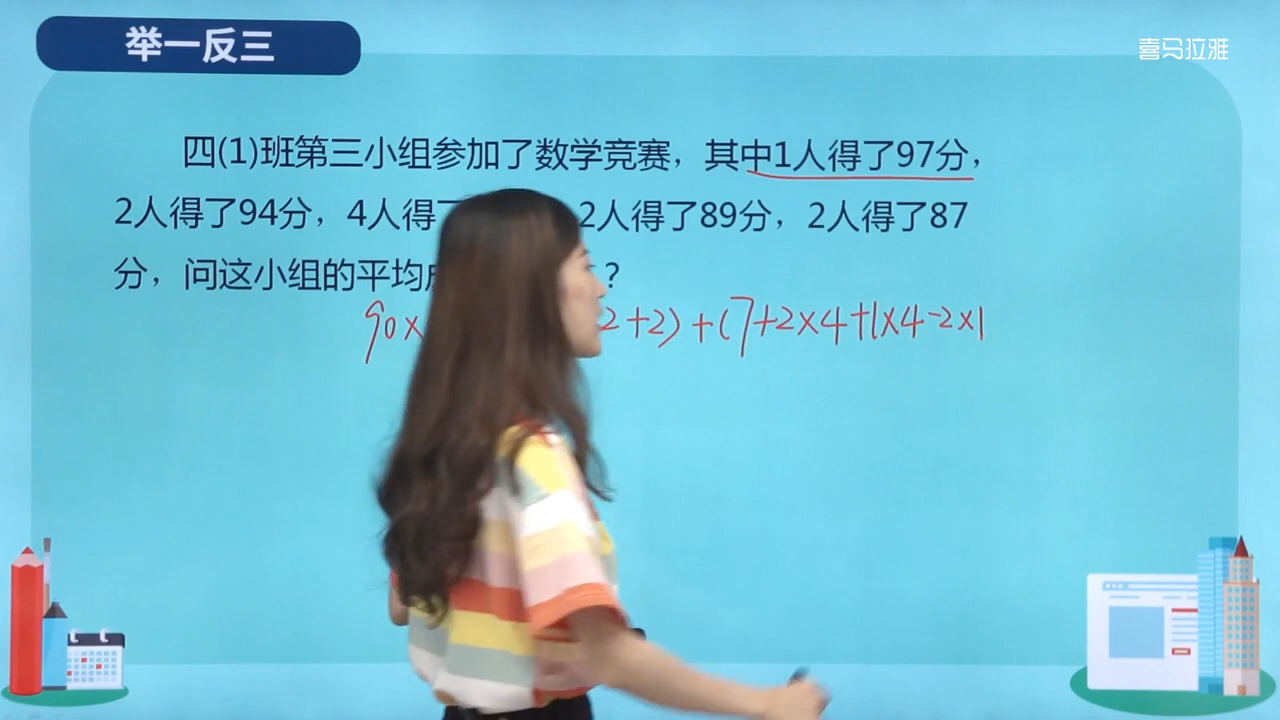 举一反三
喜马拉雅
四(1)班第三小组参加了数学竞赛，其中1人得了97分，
2人得了94分，4人得 2人得了89分，2人得了87
分，问这小组的平均 ？
90× 2+2)+(7+2×4+1×4-2×1